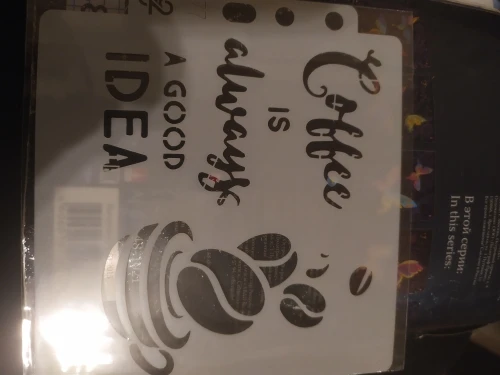 Coffee
IS
always
A GOOD
IDEA
В этой серии:
In this series: